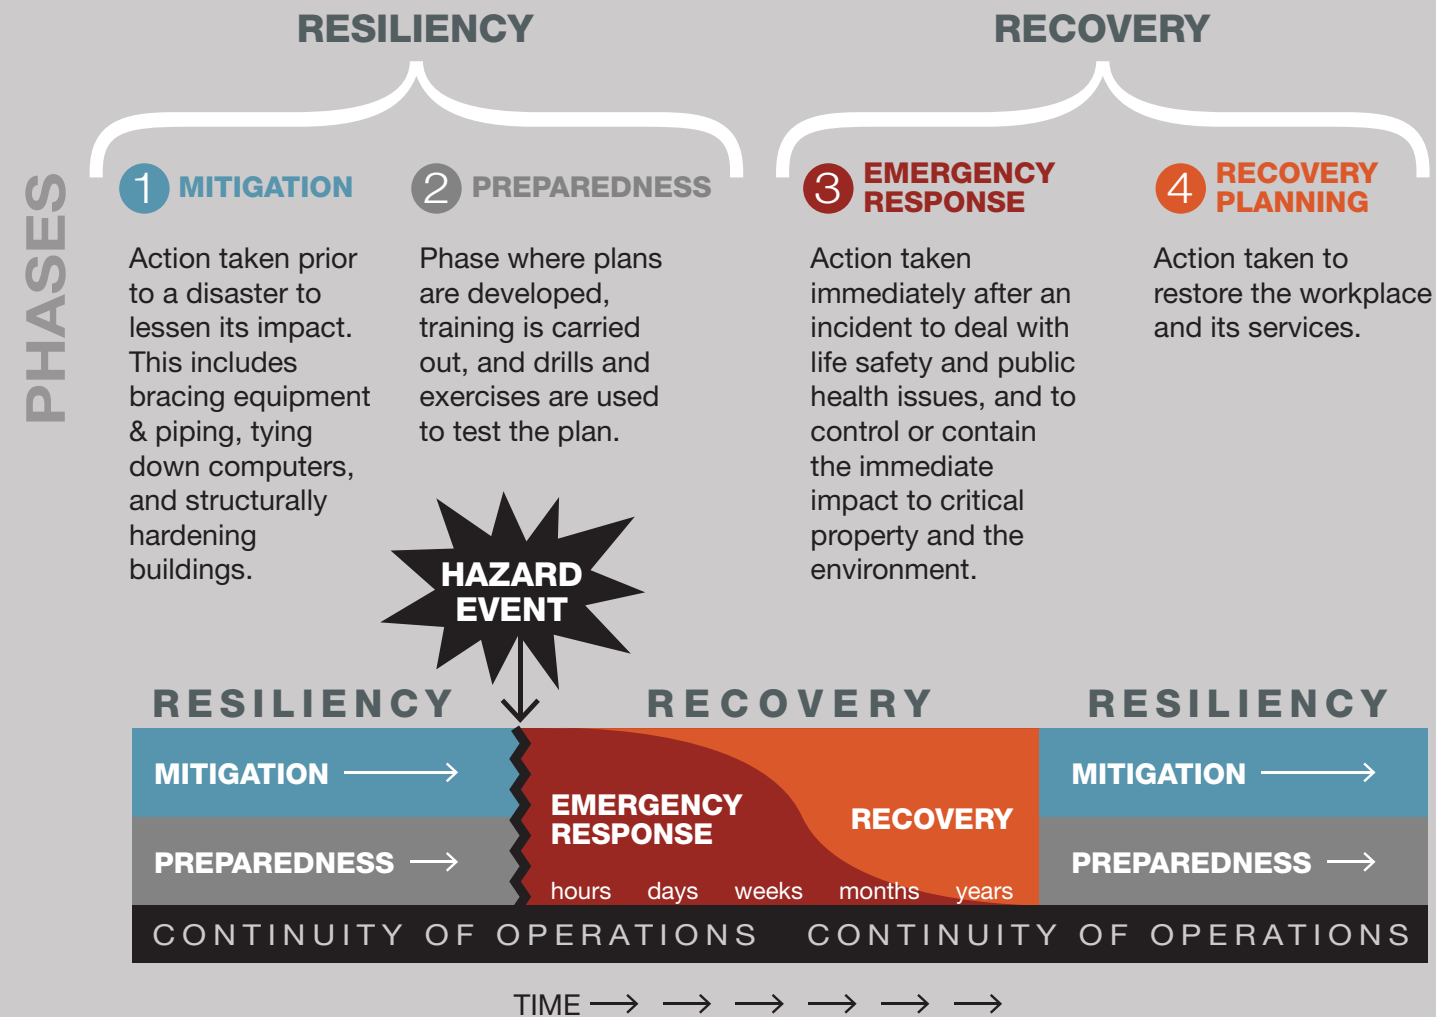 RESILIENCY
RECOVERY
PHASES
1 MITIGATION
Action taken prior
to a disaster to
lessen its impact.
This includes
bracing equipment
& piping, tying
down computers,
and structurally
hardening
buildings.
2 PREPAREDNESS
Phase where plans
are developed,
training is carried
out, and drills and
exercises are used
to test the plan.
3 EMERGENCY
RESPONSE
Action taken
immediately after an
incident to deal with
life safety and public
health issues, and to
control or contain
the immediate
impact to critical
property and the
environment.
4 RECOVERY
PLANNING
Action taken to
restore the workplace
and its services.
HAZARD
EVENT
RESILIENCY
RECOVERY
RESILIENCY
MITIGATION
PREPAREDNESS
EMERGENCY
RESPONSE
RECOVERY
hours days weeks months years
MITIGATION
PREPAREDNESS
CONTINUITY OF OPERATIONS CONTINUITY OF OPERATIONS
TIME